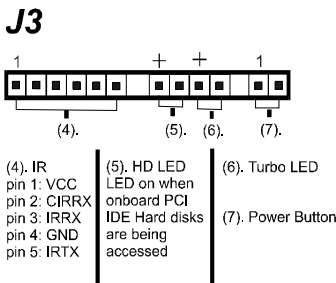 J3
1 + + 1
(4). (5). (6). (7).
(4). IR
pin 1: VCC
pin 2: CIRRX
pin 3: IRRX
pin 4: GND
pin 5: IRTX
(5). HD LED
LED on when
onboard PCI
IDE Hard disks
are being
accessed
(6). Turbo LED
(7). Power Button